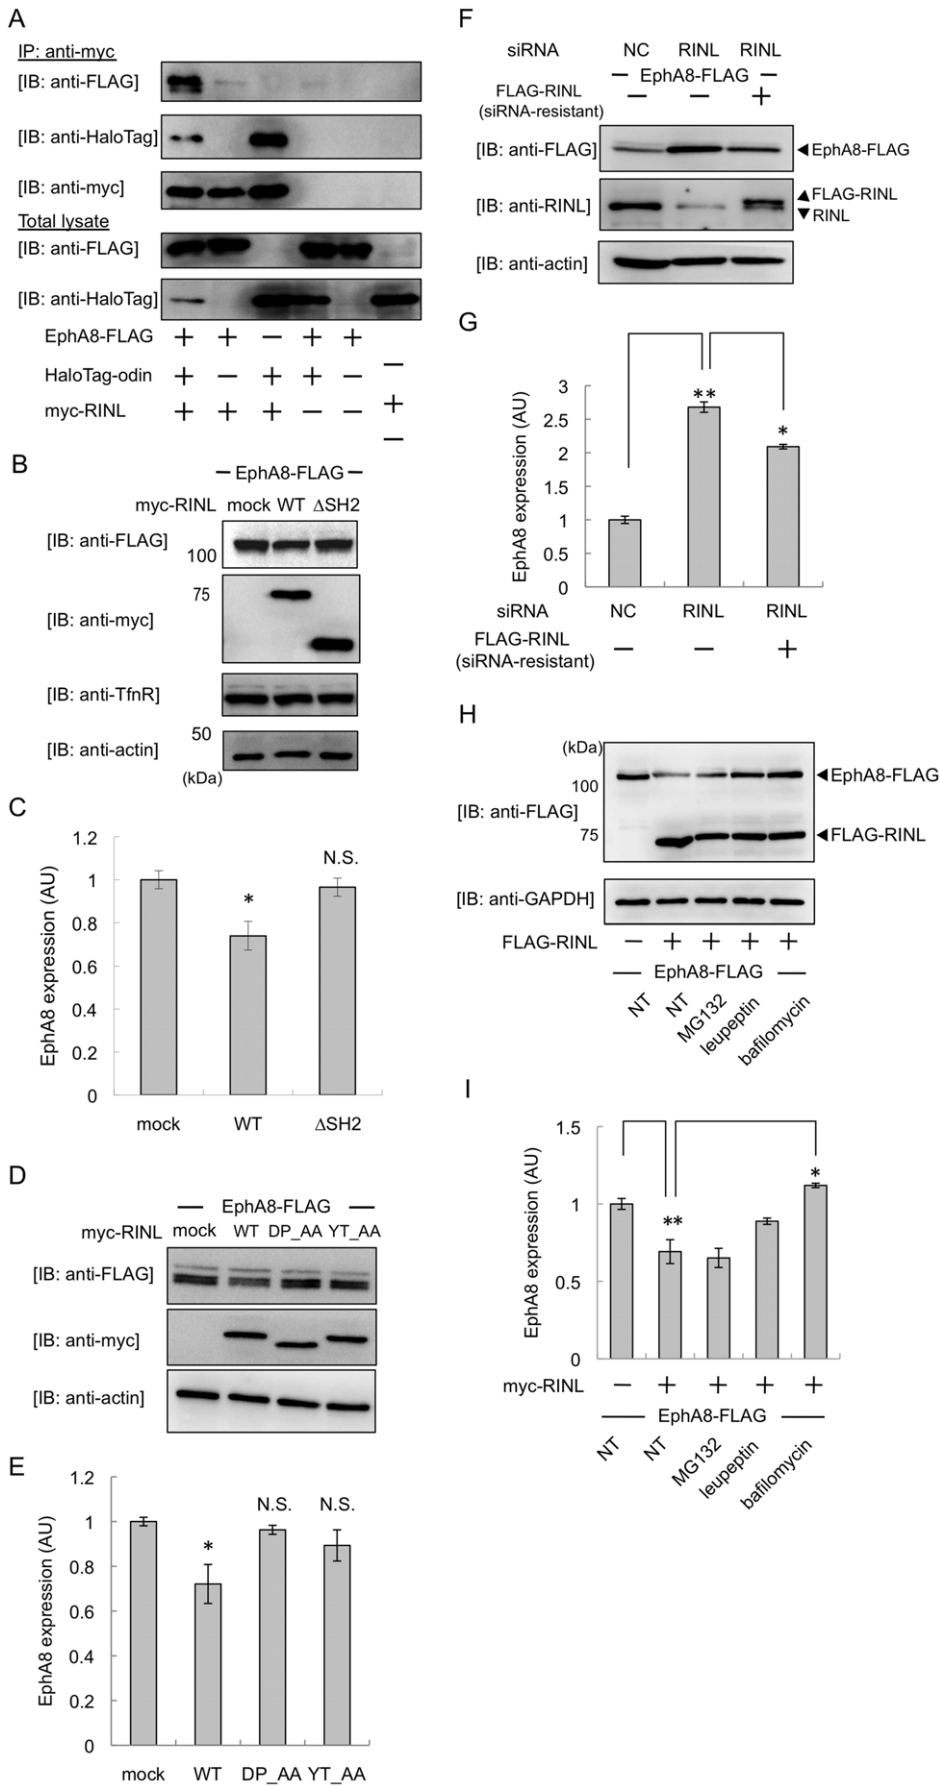 A
IP: anti-myc
[IB: anti-FLAG]
[IB: anti-HaloTag]
[IB: anti-myc]
Total lysate
[IB: anti-FLAG]
[IB: anti-HaloTag]
EphA8-FLAG + + − + +
−
HaloTag-odin + − + + −
myc-RINL + + + − − +
−
B
− EphA8-FLAG −
myc-RINL mock WT ΔSH2
[IB: anti-FLAG]
100
75
[IB: anti-myc]
[IB: anti-TfnR]
50
[IB: anti-actin]
(kDa)
C
EphA8 expression (AU)
1.2
1
0.8
0.6
0.4
0.2
0
*
N.S.
mock WT ΔSH2
D
— EphA8-FLAG —
myc-RINL mock WT DP_AA YT_AA
[IB: anti-FLAG]
[IB: anti-myc]
[IB: anti-actin]
E
EphA8 expression (AU)
1.2
1
0.8
0.6
0.4
0.2
0
*
N.S. N.S.
mock WT DP_AA YT_AA
F
siRNA NC RINL RINL
− EphA8-FLAG −
FLAG-RINL − − +
(siRNA-resistant)
[IB: anti-FLAG] ◄EphA8-FLAG
[IB: anti-RINL]
▲ FLAG-RINL
▼ RINL
[IB: anti-actin]
G
EphA8 expression (AU)
3
2.5
2
1.5
1
0.5
0
**
*
siRNA NC RINL RINL
FLAG-RINL − − +
(siRNA-resistant)
H
(kDa)
◄EphA8-FLAG
100
[IB: anti-FLAG]
75 ◄FLAG-RINL
[IB: anti-GAPDH]
FLAG-RINL − + + + +
— EphA8-FLAG —
NT NT MG132 leupeptin bafilomycin
I
EphA8 expression (AU)
1.5
1
0.5
0
**
*
myc-RINL − + + + +
— EphA8-FLAG —
NT NT MG132 leupeptin bafilomycin